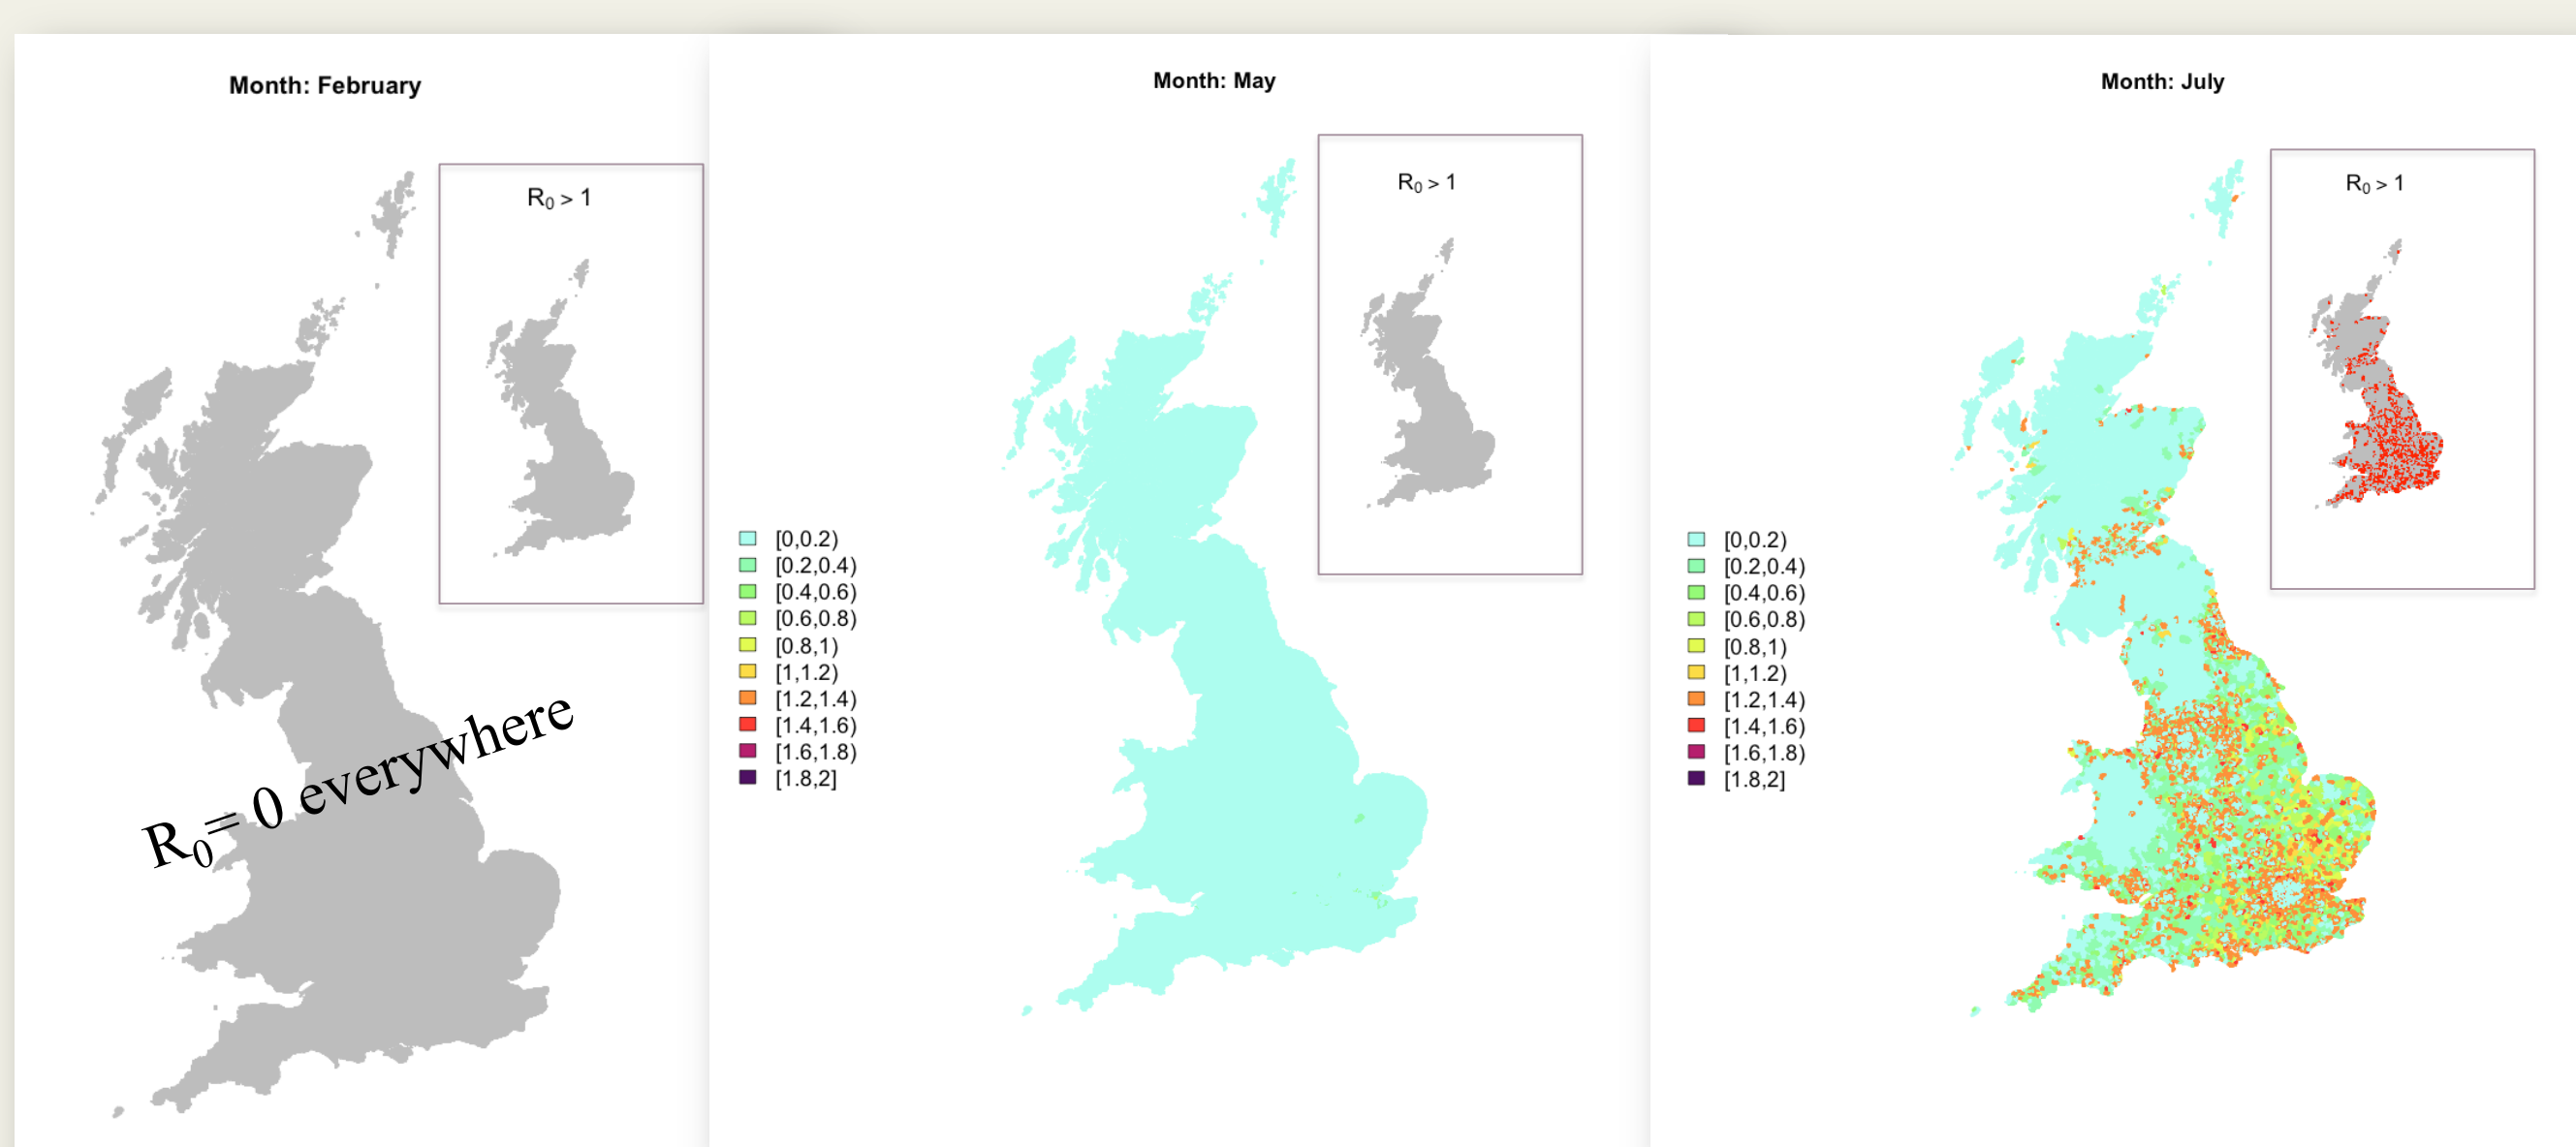 Month: February
R₀ > 1
R₀= 0 everywhere
Month: May
R₀ > 1
[0,0.2)
[0.2,0.4)
[0.4,0.6)
[0.6,0.8)
[0.8,1)
[1,1.2)
[1.2,1.4)
[1.4,1.6)
[1.6,1.8)
[1.8,2]
Month: July
R₀ > 1
[0,0.2)
[0.2,0.4)
[0.4,0.6)
[0.6,0.8)
[0.8,1)
[1,1.2)
[1.2,1.4)
[1.4,1.6)
[1.6,1.8)
[1.8,2]